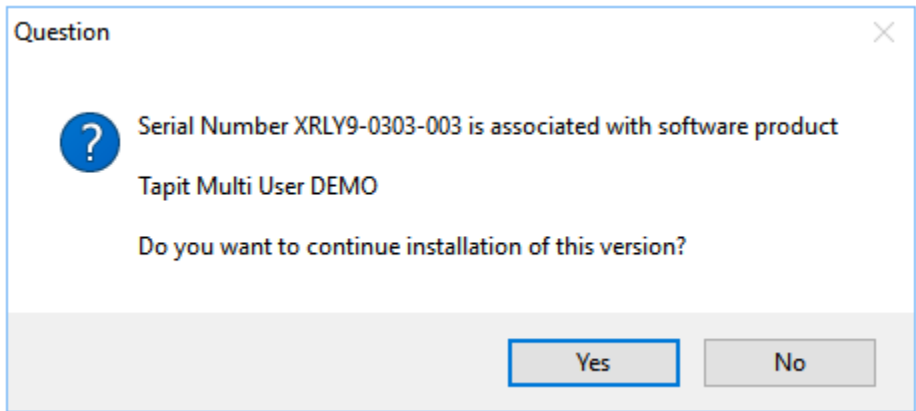 Question
Serial Number XRLY9-0303-003 is associated with software product
Tapit Multi User DEMO
Do you want to continue installation of this version?
Yes
No